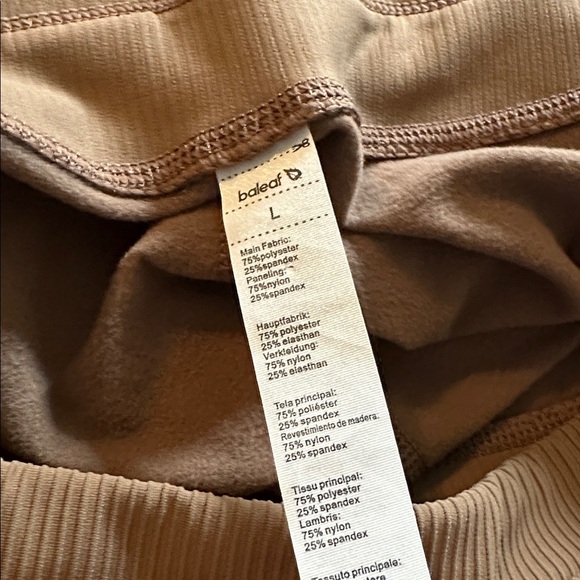 baleaf
L
Main Fabric:
75%polyester
25%spandex
Paneling:
75%nylon
25%spandex
Hauptfabrik:
75% polyester
25% elasthan
Verkleidung:
75% nylon
25% elasthan
Tela principal:
75% poliéster
25% spandex
Revestimiento de madera:
75% nylon
25% spandex
Tissu principal:
75% polyester
25% spandex
Lambris:
75% nylon
25% spandex
Tessuto principale: